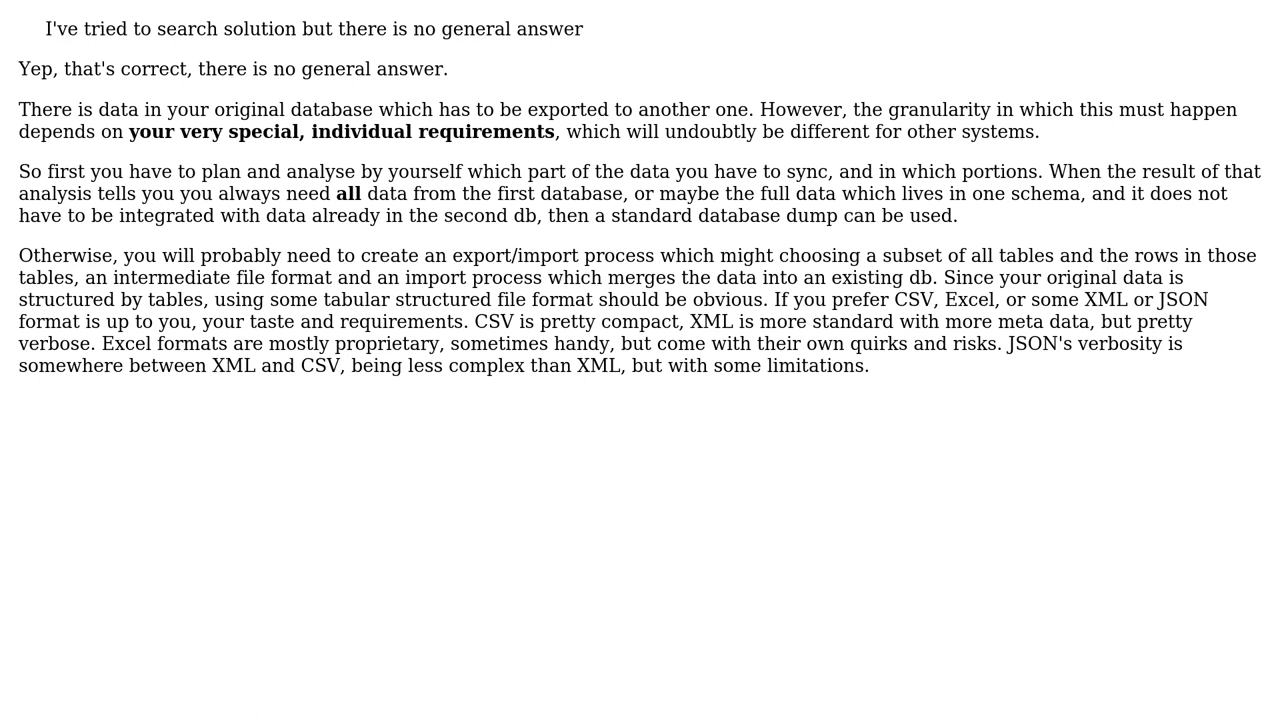 I've tried to search solution but there is no general answer
Yep, that's correct, there is no general answer.
There is data in your original database which has to be exported to another one. However, the granularity in which this must happen
depends on your very special, individual requirements, which will undoubtly be different for other systems.
So first you have to plan and analyse by yourself which part of the data you have to sync, and in which portions. When the result of that
analysis tells you you always need all data from the first database, or maybe the full data which lives in one schema, and it does not
have to be integrated with data already in the second db, then a standard database dump can be used.
Otherwise, you will probably need to create an export/import process which might choosing a subset of all tables and the rows in those
tables, an intermediate file format and an import process which merges the data into an existing db. Since your original data is
structured by tables, using some tabular structured file format should be obvious. If you prefer CSV, Excel, or some XML or JSON
format is up to you, your taste and requirements. CSV is pretty compact, XML is more standard with more meta data, but pretty
verbose. Excel formats are mostly proprietary, sometimes handy, but come with their own quirks and risks. JSON's verbosity is
somewhere between XML and CSV, being less complex than XML, but with some limitations.